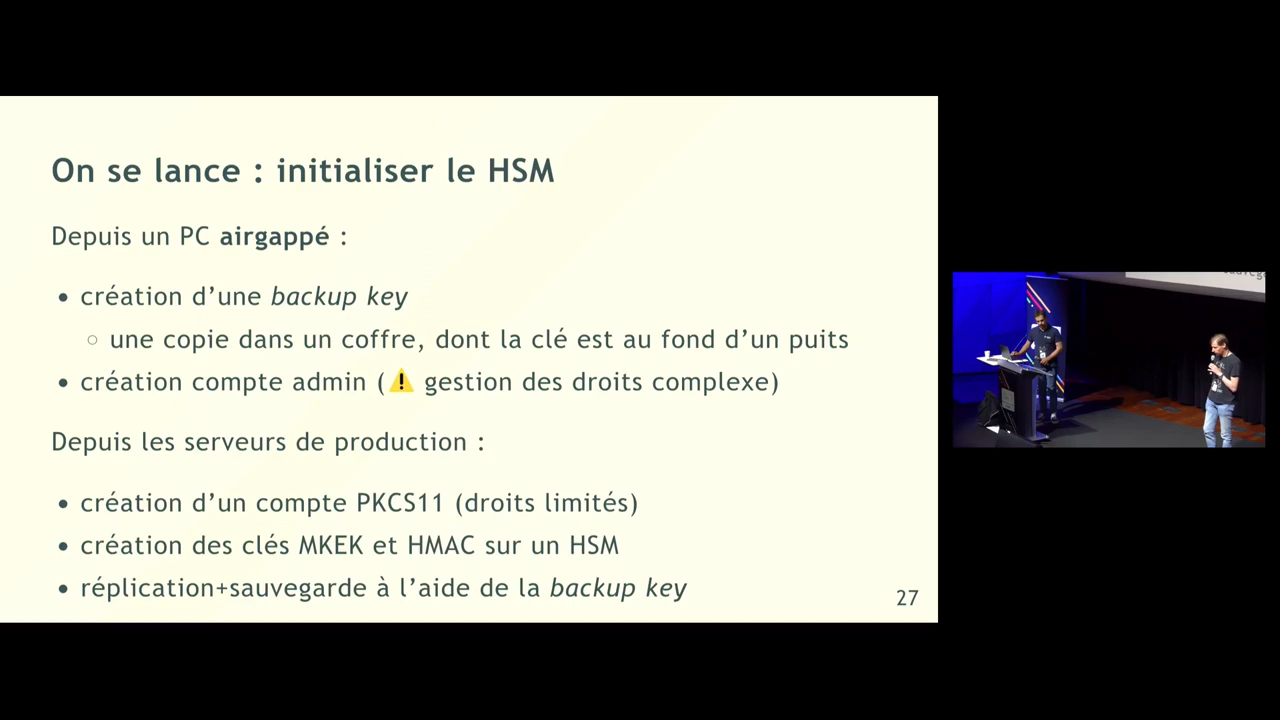 On se lance : initialiser le HSM
Depuis un PC airgappé :
• création d’une backup key
○ une copie dans un coffre, dont la clé est au fond d’un puits
• création compte admin (⚠️ gestion des droits complexe)
Depuis les serveurs de production :
• création d’un compte PKCS11 (droits limités)
• création des clés MKEK et HMAC sur un HSM
• réplication+sauvegarde à l’aide de la backup key
27